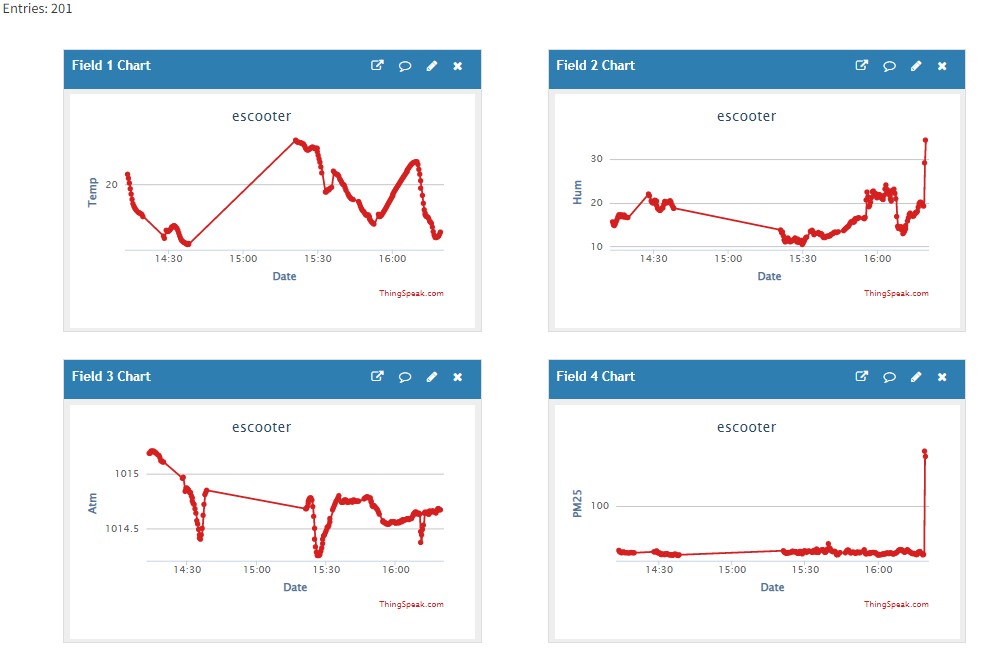 Entries: 201
Field 1 Chart
escooter
Temp
20
14:30 15:00 15:30 16:00
Date
ThingSpeak.com
Field 2 Chart
escooter
Hum
30
20
10
14:30 15:00 15:30 16:00
Date
ThingSpeak.com
Field 3 Chart
escooter
Atm
1015
1014.5
14:30 15:00 15:30 16:00
Date
ThingSpeak.com
Field 4 Chart
escooter
PM25
100
14:30 15:00 15:30 16:00
Date
ThingSpeak.com